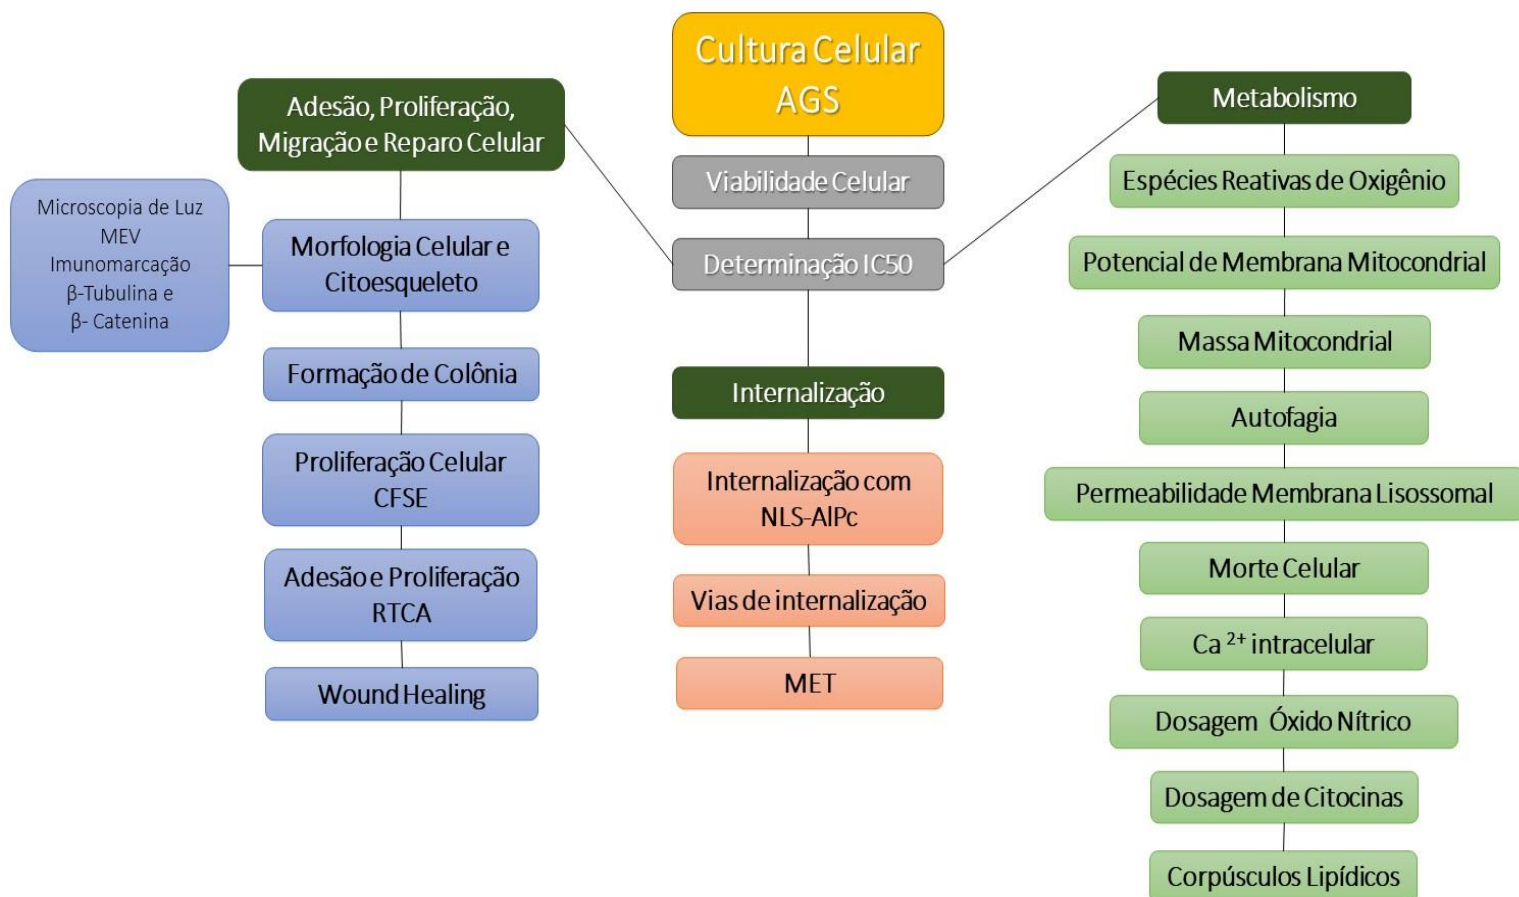 Cultura Celular
AGS
Viabilidade Celular
Determinação IC50
Adesão, Proliferação,
Migração e Reparo Celular
Microscopia de Luz
MEV
Imunomarcação
β-Tubulina e
β- Catenina
Morfologia Celular e
Citoesqueleto
Formação de Colônia
Proliferação Celular
CFSE
Adesão e Proliferação
RTCA
Wound Healing
Internalização
Internalização com
NLS-AlPc
Vias de internalização
MET
Metabolismo
Espécies Reativas de Oxigênio
Potencial de Membrana Mitocondrial
Massa Mitocondrial
Autofagia
Permeabilidade Membrana Lisossomal
Morte Celular
Ca ²⁺ intracelular
Dosagem Óxido Nítrico
Dosagem de Citocinas
Corpúsculos Lipídicos